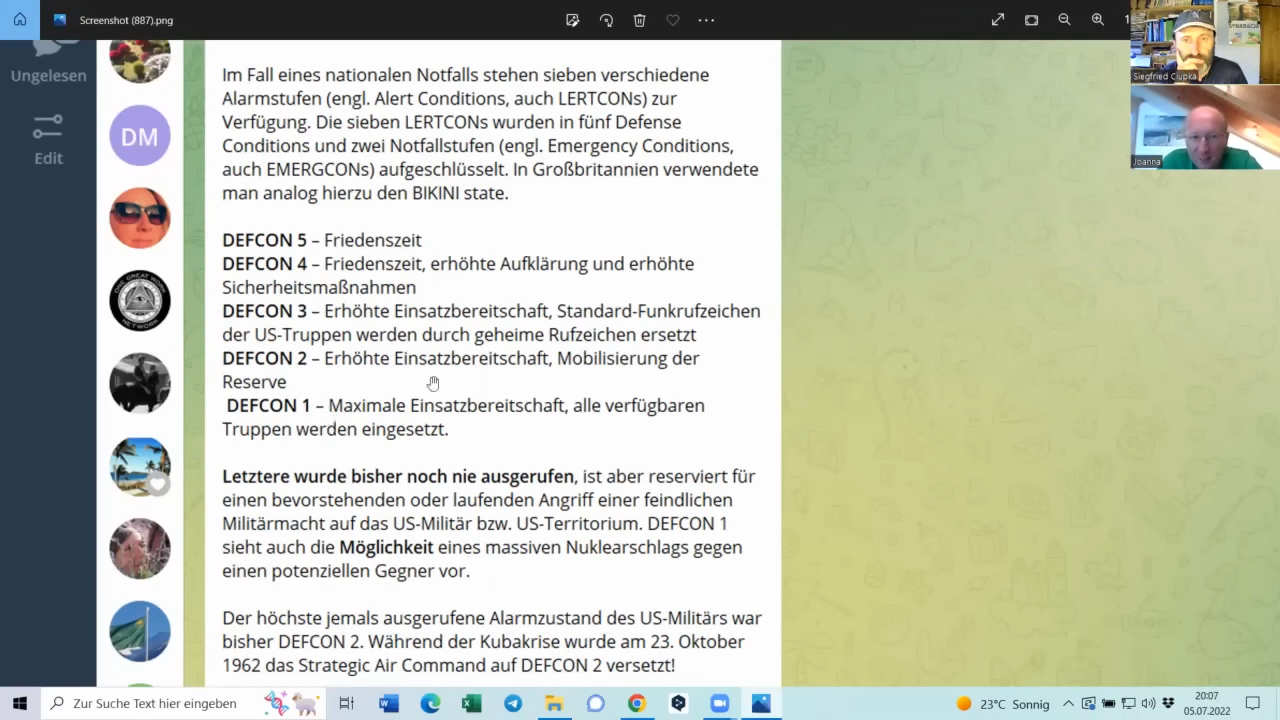 Screenshot (887).png
Siegfried Ciupka
Joanna
Ungelesen
DM
Edit
ONE GREAT WORK
NETWORK
Im Fall eines nationalen Notfalls stehen sieben verschiedene
Alarmstufen (engl. Alert Conditions, auch LERTCONs) zur
Verfügung. Die sieben LERTCONs wurden in fünf Defense
Conditions und zwei Notfallstufen (engl. Emergency Conditions,
auch EMERGCONs) aufgeschlüsselt. In Großbritannien verwendete
man analog hierzu den BIKINI state.
DEFCON 5 – Friedenszeit
DEFCON 4 – Friedenszeit, erhöhte Aufklärung und erhöhte
Sicherheitsmaßnahmen
DEFCON 3 – Erhöhte Einsatzbereitschaft, Standard-Funkrufzeichen
der US-Truppen werden durch geheime Rufzeichen ersetzt
DEFCON 2 – Erhöhte Einsatzbereitschaft, Mobilisierung der
Reserve
DEFCON 1 – Maximale Einsatzbereitschaft, alle verfügbaren
Truppen werden eingesetzt.
Letztere wurde bisher noch nie ausgerufen, ist aber reserviert für
einen bevorstehenden oder laufenden Angriff einer feindlichen
Militärmacht auf das US-Militär bzw. US-Territorium. DEFCON 1
sieht auch die Möglichkeit eines massiven Nuklearschlags gegen
einen potenziellen Gegner vor.
Der höchste jemals ausgerufene Alarmzustand des US-Militärs war
bisher DEFCON 2. Während der Kubakrise wurde am 23. Oktober
1962 das Strategic Air Command auf DEFCON 2 versetzt!
Zur Suche Text hier eingeben
23°C Sonnig
20:07
05.07.2022